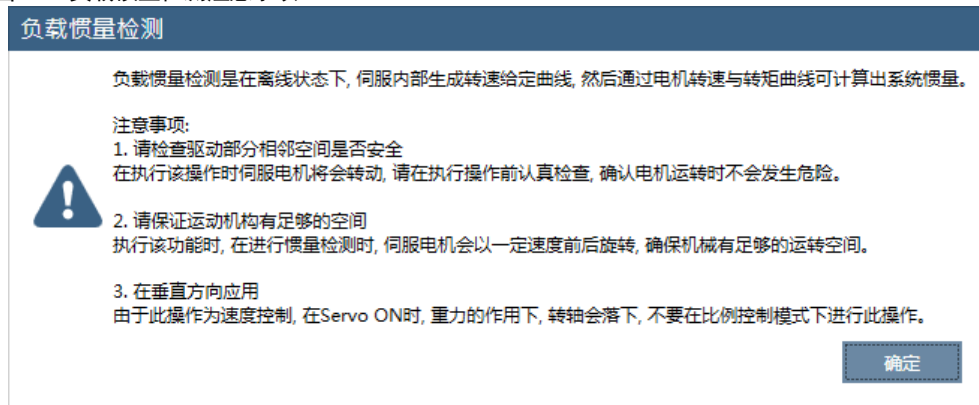 负载惯量检测
负载惯量检测是在离线状态下, 伺服内部生成转速给定曲线, 然后通过电机转速与转矩曲线可计算出系统惯量。
注意事项:
1. 请检查驱动部分相邻空间是否安全
在执行该操作时伺服电机将会转动, 请在执行操作前认真检查, 确认电机运转时不会发生危险。
2. 请保证运动机构有足够的空间
执行该功能时, 在进行惯量检测时, 伺服电机会以一定速度前后旋转, 确保机械有足够的运转空间。
3. 在垂直方向应用
由于此操作为速度控制, 在Servo ON时, 重力的作用下, 转轴会落下, 不要在比例控制模式下进行此操作。
确定